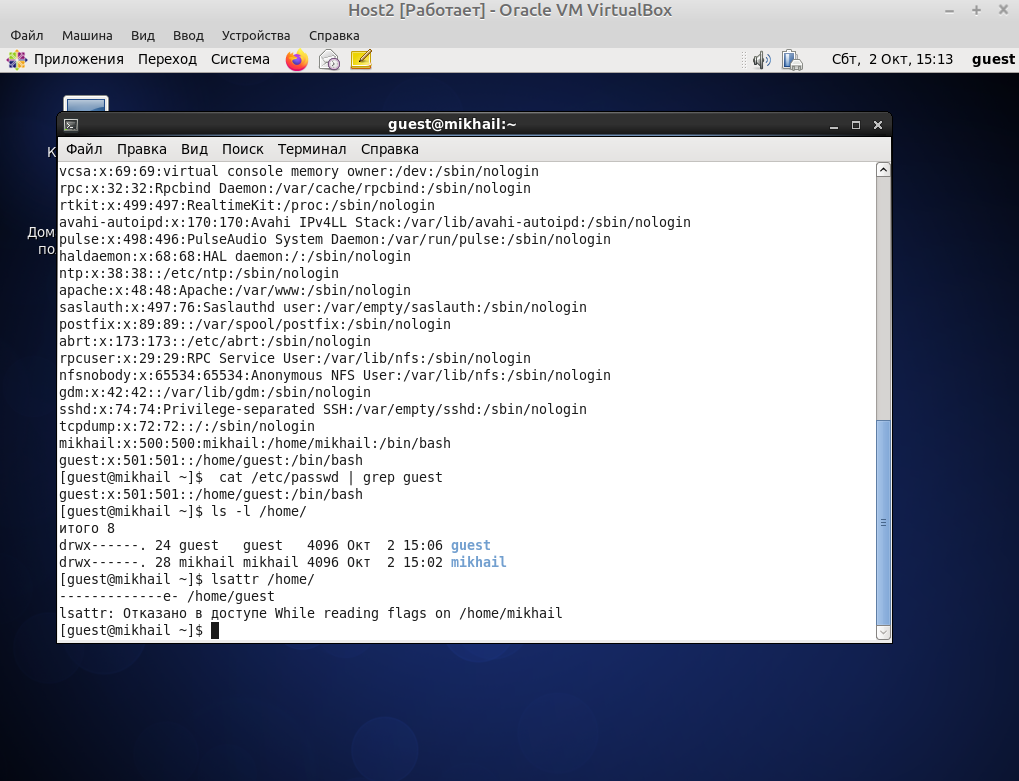 Host2 [Работает] - Oracle VM VirtualBox
Файл Машина Вид Ввод Устройства Справка
Приложения Переход Система Сбт, 2 Окт, 15:13 guest
guest@mikhail:~
Файл Правка Вид Поиск Терминал Справка
vcsa:x:69:69:virtual console memory owner:/dev:/sbin/nologin
rpc:x:32:32:Rpcbind Daemon:/var/cache/rpcbind:/sbin/nologin
rtkit:x:499:497:RealtimeKit:/proc:/sbin/nologin
avahi-autoipd:x:170:170:Avahi IPv4LL Stack:/var/lib/avahi-autoipd:/sbin/nologin
pulse:x:498:496:PulseAudio System Daemon:/var/run/pulse:/sbin/nologin
haldaemon:x:68:68:HAL daemon:/:/sbin/nologin
ntp:x:38:38::/etc/ntp:/sbin/nologin
apache:x:48:48:Apache:/var/www:/sbin/nologin
saslauth:x:497:76:Saslauthd user:/var/empty/saslauth:/sbin/nologin
postfix:x:89:89::/var/spool/postfix:/sbin/nologin
abrt:x:173:173::/etc/abrt:/sbin/nologin
rpcuser:x:29:29:RPC Service User:/var/lib/nfs:/sbin/nologin
nfsnobody:x:65534:65534:Anonymous NFS User:/var/lib/nfs:/sbin/nologin
gdm:x:42:42::/var/lib/gdm:/sbin/nologin
sshd:x:74:74:Privilege-separated SSH:/var/empty/sshd:/sbin/nologin
tcpdump:x:72:72::/:/sbin/nologin
mikhail:x:500:500:mikhail:/home/mikhail:/bin/bash
guest:x:501:501::/home/guest:/bin/bash
[guest@mikhail ~]$  cat /etc/passwd | grep guest
guest:x:501:501::/home/guest:/bin/bash
[guest@mikhail ~]$ ls -l /home/
итого 8
drwx------. 24 guest   guest   4096 Окт  2 15:06 guest
drwx------. 28 mikhail mikhail 4096 Окт  2 15:02 mikhail
[guest@mikhail ~]$ lsattr /home/
-------------e- /home/guest
lsattr: Отказано в доступе While reading flags on /home/mikhail
[guest@mikhail ~]$
К
Дом
по